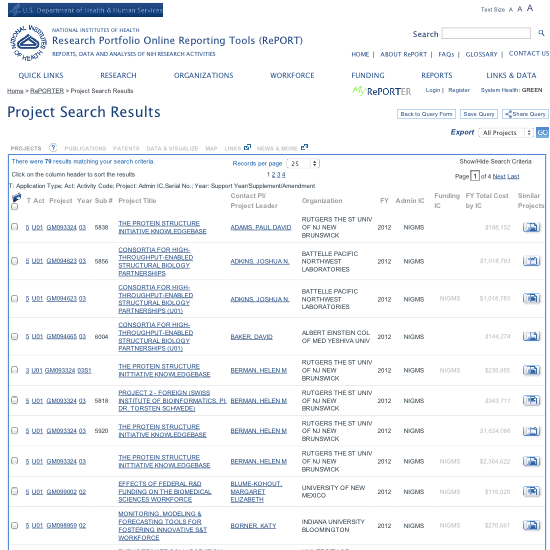 U.S. Department of Health & Human Services
Text Size A A A
NATIONAL INSTITUTES OF HEALTH
Research Portfolio Online Reporting Tools (RePORT)
REPORTS, DATA AND ANALYSES OF NIH RESEARCH ACTIVITIES
NATIONAL INSTITUTES OF HEALTH
Search
HOME | ABOUT RePORT | FAQs | GLOSSARY | CONTACT US
QUICK LINKS RESEARCH ORGANIZATIONS WORKFORCE FUNDING REPORTS LINKS & DATA
Home > RePORTER > Project Search Results
My RePORTER Login | Register System Health: GREEN
Project Search Results
Back to Query Form Save Query Share Query
Export All Projects GO
PROJECTS ? PUBLICATIONS PATENTS DATA & VISUALIZE MAP LINKS NEWS & MORE
There were 79 results matching your search criteria. Records per page 25 Show/Hide Search Criteria
Click on the column header to sort the results 1 2 3 4 Page 1 of 4 Next Last
T: Application Type; Act: Activity Code; Project: Admin IC,Serial No.; Year: Support Year/Supplement/Amendment
T Act Project Year Sub # Project Title Contact PI/ Project Leader Organization FY Admin IC Funding IC FY Total Cost by IC Similar Projects
5 U01 GM093324 03 5838 THE PROTEIN STRUCTURE INITIATIVE KNOWLEDGEBASE ADAMS, PAUL DAVID RUTGERS THE ST UNIV OF NJ NEW BRUNSWICK 2012 NIGMS
5 U01 GM094623 03 5856 CONSORTIA FOR HIGH-THROUGHPUT-ENABLED STRUCTURAL BIOLOGY PARTNERSHIPS ADKINS, JOSHUA N. BATTELLE PACIFIC NORTHWEST LABORATORIES 2012 NIGMS $1,018,783
5 U01 GM094623 03 CONSORTIA FOR HIGH-THROUGHPUT-ENABLED STRUCTURAL BIOLOGY PARTNERSHIPS (U01) ADKINS, JOSHUA N. BATTELLE PACIFIC NORTHWEST LABORATORIES 2012 NIGMS NIGMS $1,018,783
5 U01 GM094665 03 6004 CONSORTIA FOR HIGH-THROUGHPUT-ENABLED STRUCTURAL BIOLOGY PARTNERSHIPS (U01) BAKER, DAVID ALBERT EINSTEIN COL OF MED YESHIVA UNIV 2012 NIGMS $144,274
3 U01 GM093324 03S1 THE PROTEIN STRUCTURE INITTIATIVE KNOWLEDGEBASE BERMAN, HELEN M RUTGERS THE ST UNIV OF NJ NEW BRUNSWICK 2012 NIGMS NIGMS $235,955
5 U01 GM093324 03 5818 PROJECT 2 - FOREIGN (SWISS INSTITUTE OF BIOINFORMATICS, PI, DR. TORSTEN SCHWEDE) BERMAN, HELEN M RUTGERS THE ST UNIV OF NJ NEW BRUNSWICK 2012 NIGMS $343,711
5 U01 GM093324 03 5920 THE PROTEIN STRUCTURE INITIATIVE KNOWLEDGEBASE BERMAN, HELEN M RUTGERS THE ST UNIV OF NJ NEW BRUNSWICK 2012 NIGMS
5 U01 GM093324 03 THE PROTEIN STRUCTURE INITIATIVE KNOWLEDGEBASE BERMAN, HELEN M RUTGERS THE ST UNIV OF NJ NEW BRUNSWICK 2012 NIGMS NIGMS $2,364,622
5 U01 GM099002 02 EFFECTS OF FEDERAL R&D FUNDING ON THE BIOMEDICAL SCIENCES WORKFORCE BLUME-KOHOUT, MARGARET ELIZABETH UNIVERSITY OF NEW MEXICO 2012 NIGMS NIGMS
5 U01 GM098959 02 MONITORING, MODELING & FORECASTING TOOLS FOR FOSTERING INNOVATIVE S&T WORKFORCE BORNER, KATY INDIANA UNIVERSITY BLOOMINGTON 2012 NIGMS NIGMS $270,661